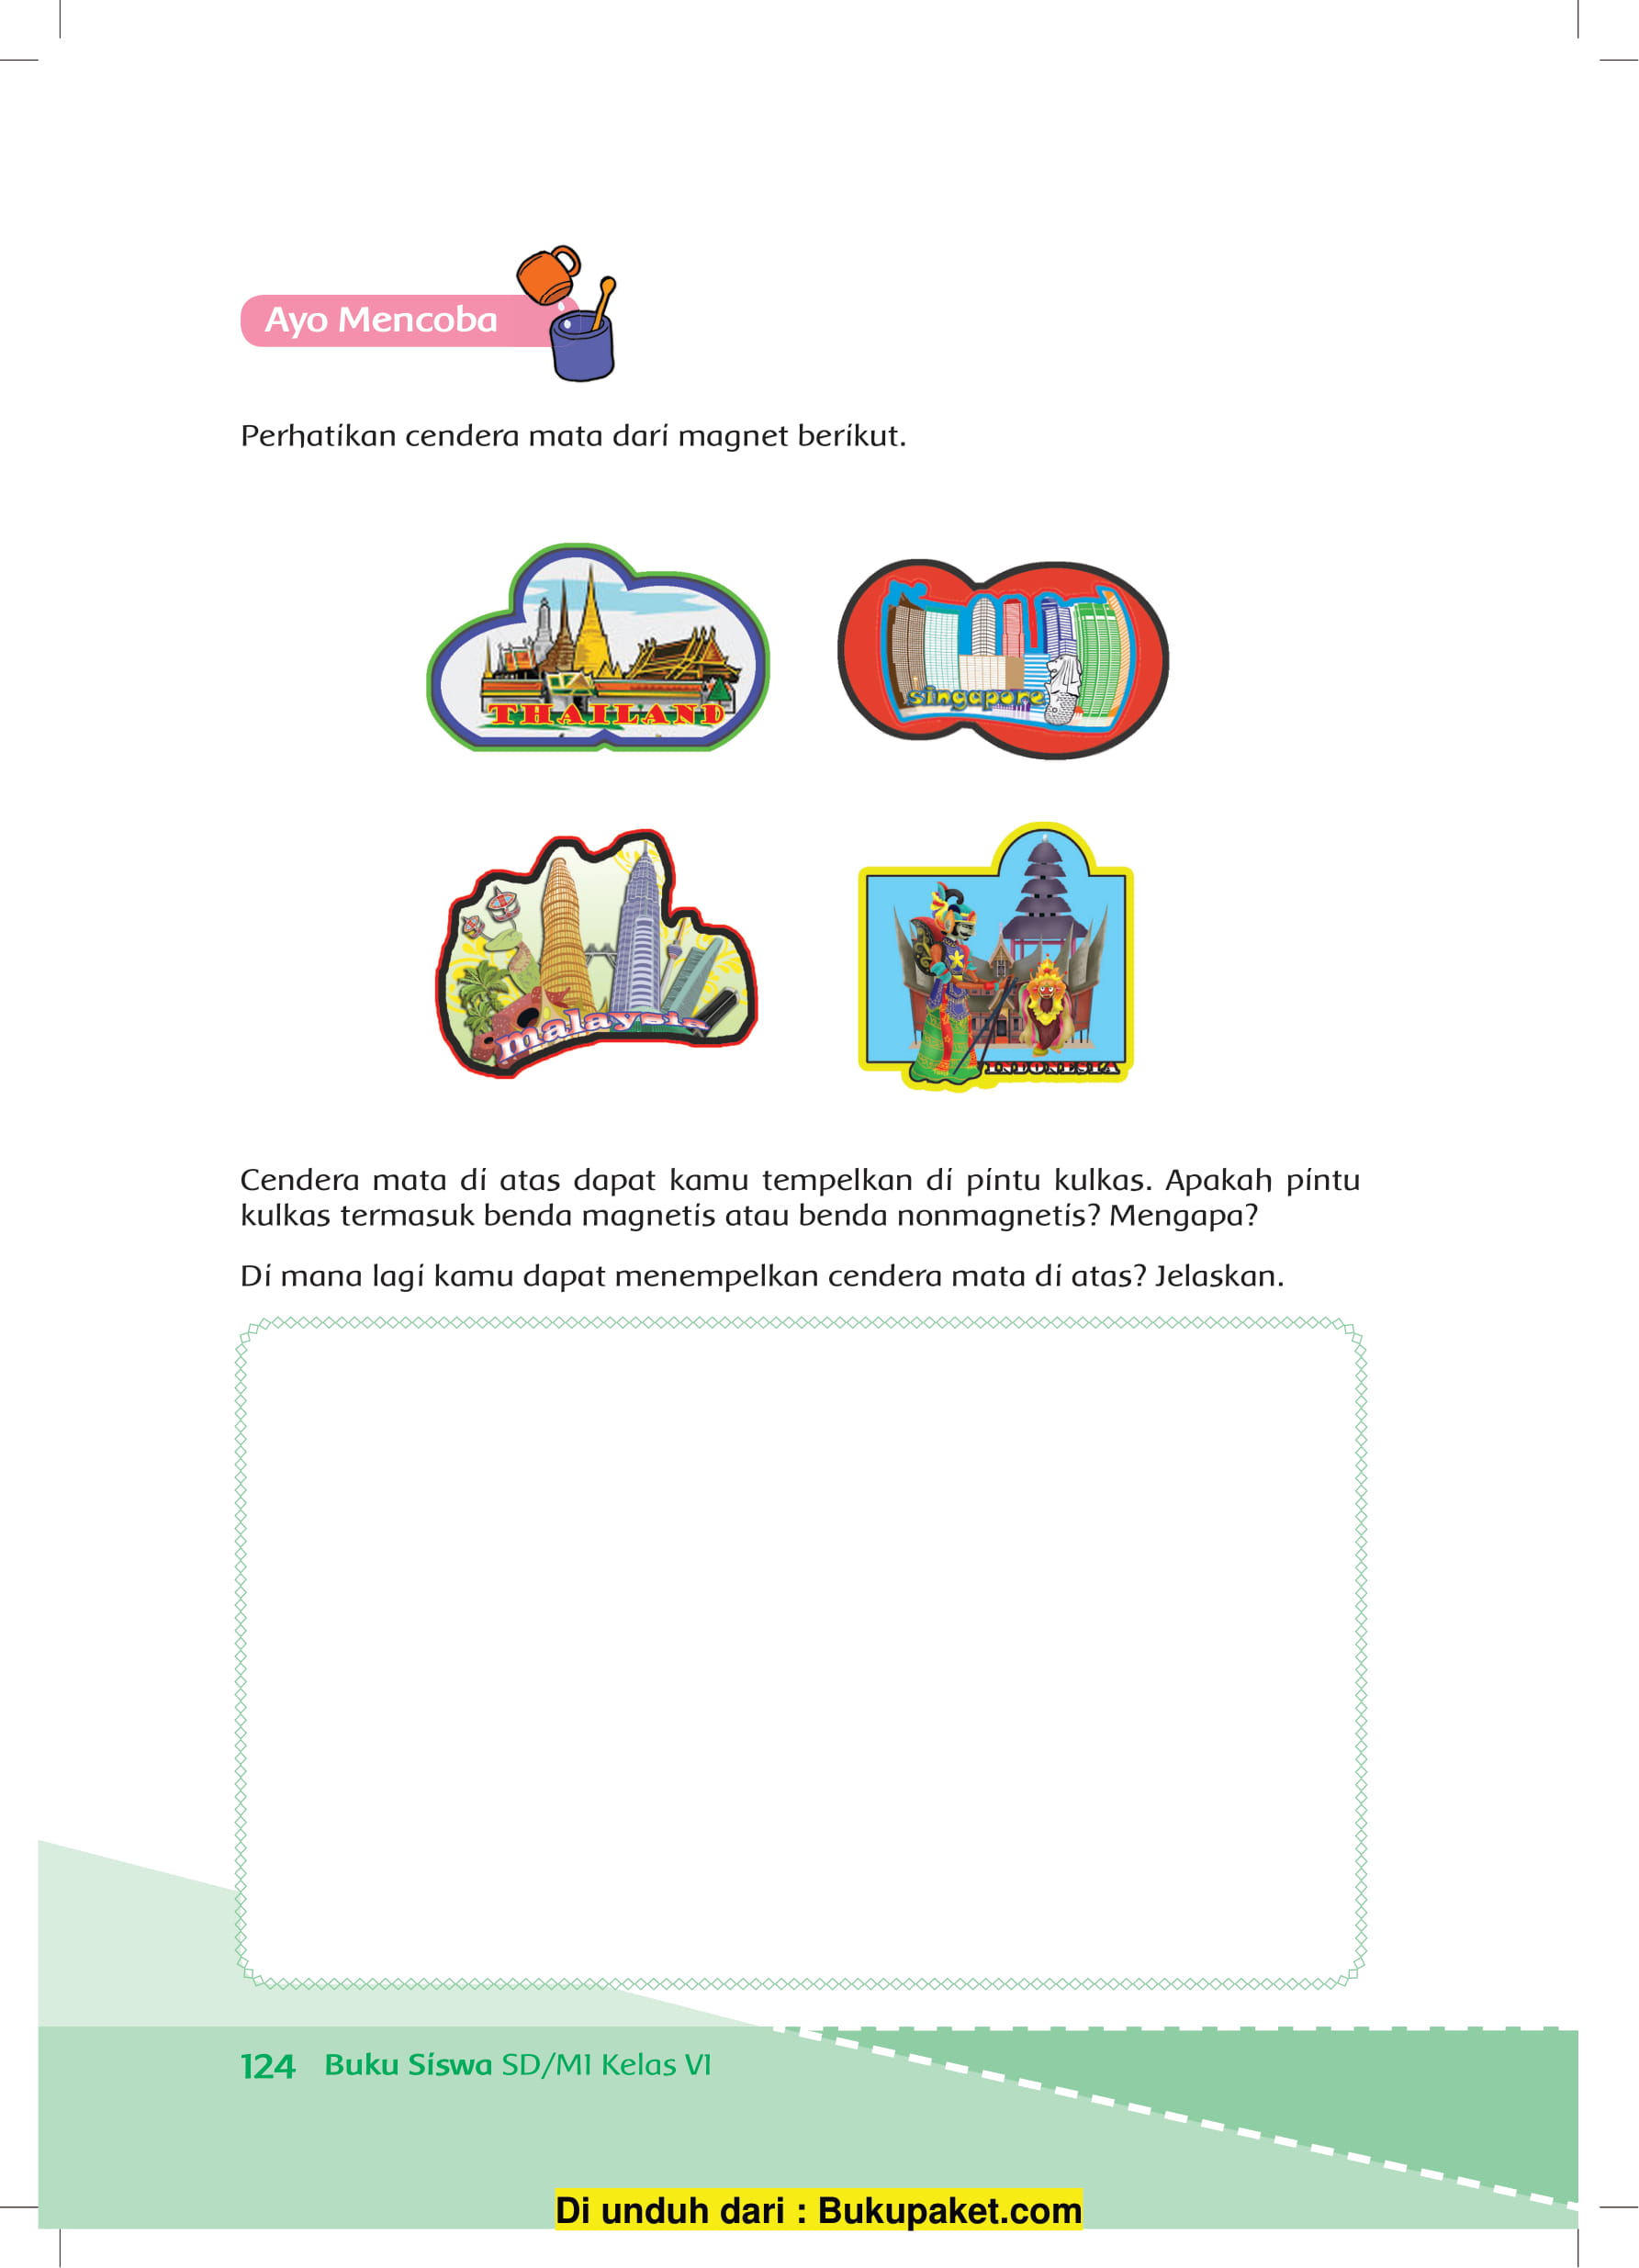 Ayo Mencoba
Perhatikan cendera mata dari magnet berikut.
THAILAND
singapore
malaysia
INDONESIA
Cendera mata di atas dapat kamu tempelkan di pintu kulkas. Apakah pintu
kulkas termasuk benda magnetis atau benda nonmagnetis? Mengapa?
Di mana lagi kamu dapat menempelkan cendera mata di atas? Jelaskan.
124 Buku Siswa SD/MI Kelas VI
Di unduh dari : Bukupaket.com